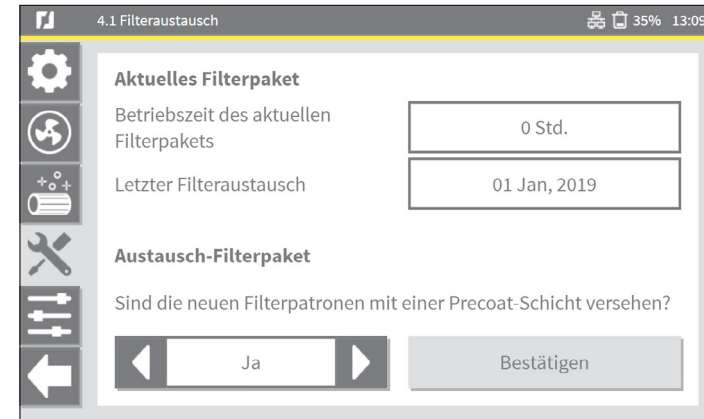 4.1 Filteraustausch 35% 13:09
Aktuelles Filterpaket
Betriebszeit des aktuellen
Filterpakets
0 Std.
Letzter Filteraustausch 01 Jan, 2019
Austausch-Filterpaket
Sind die neuen Filterpatronen mit einer Precoat-Schicht versehen?
Ja Bestätigen